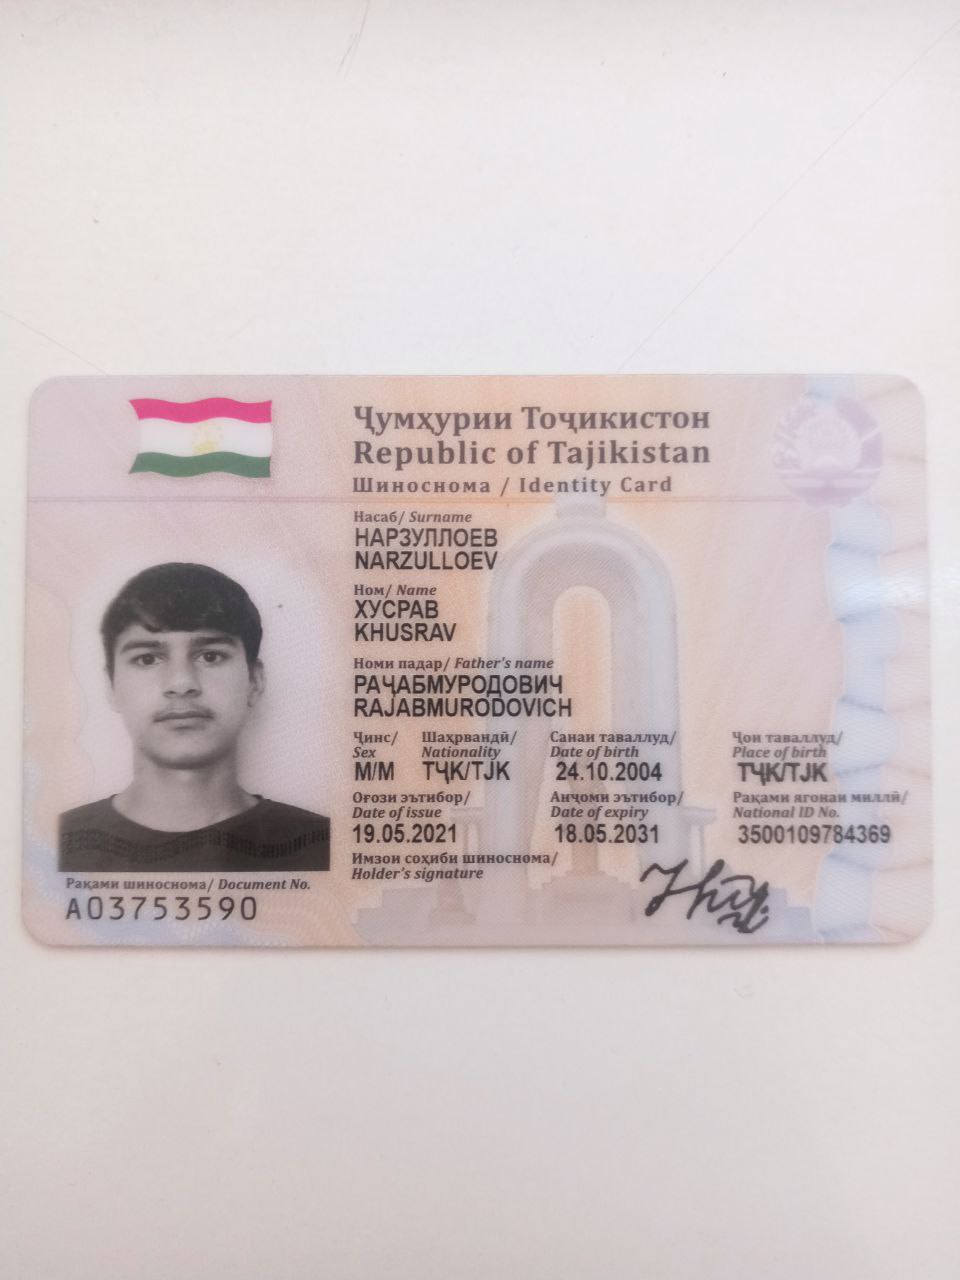 Ҷумҳурии Тоҷикистон
Republic of Tajikistan
Шиноснома / Identity Card
Насаб/ Surname
НАРЗУЛЛОЕВ
NARZULLOEV
Ном/ Name
ХУСРАВ
KHUSRAV
Номи падар/ Father's name
РАҶАБМУРОДОВИЧ
RAJABMURODOVICH
Ҷинс/ Шаҳрвандӣ/ Санаи таваллуд/ Ҷои таваллуд/
Sex Nationality Date of birth Place of birth
M/M ТҶК/TJK 24.10.2004 ТҶК/TJK
Оғози эътибор/ Анҷоми эътибор/ Рақами ягонаи миллӣ/
Date of issue Date of expiry National ID No.
19.05.2021 18.05.2031 3500109784369
Имзои соҳиби шиноснома/
Holder's signature
Рақами шиноснома/ Document No.
A03753590